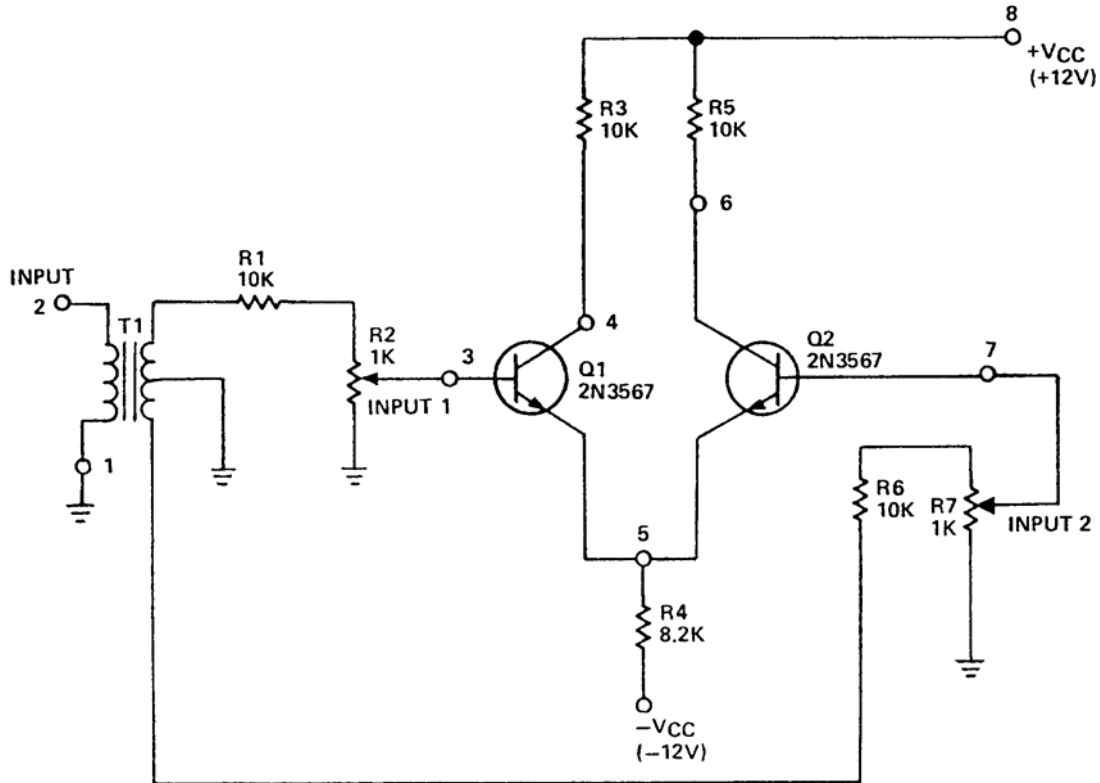 8
+VCC
(+12V)
R3
10K
R5
10K
6
R1
10K
INPUT
2
T1
4
R2
1K
3
INPUT 1
Q1
2N3567
Q2
2N3567
7
1
R6
10K
R7
1K
INPUT 2
5
R4
8.2K
−VCC
(−12V)